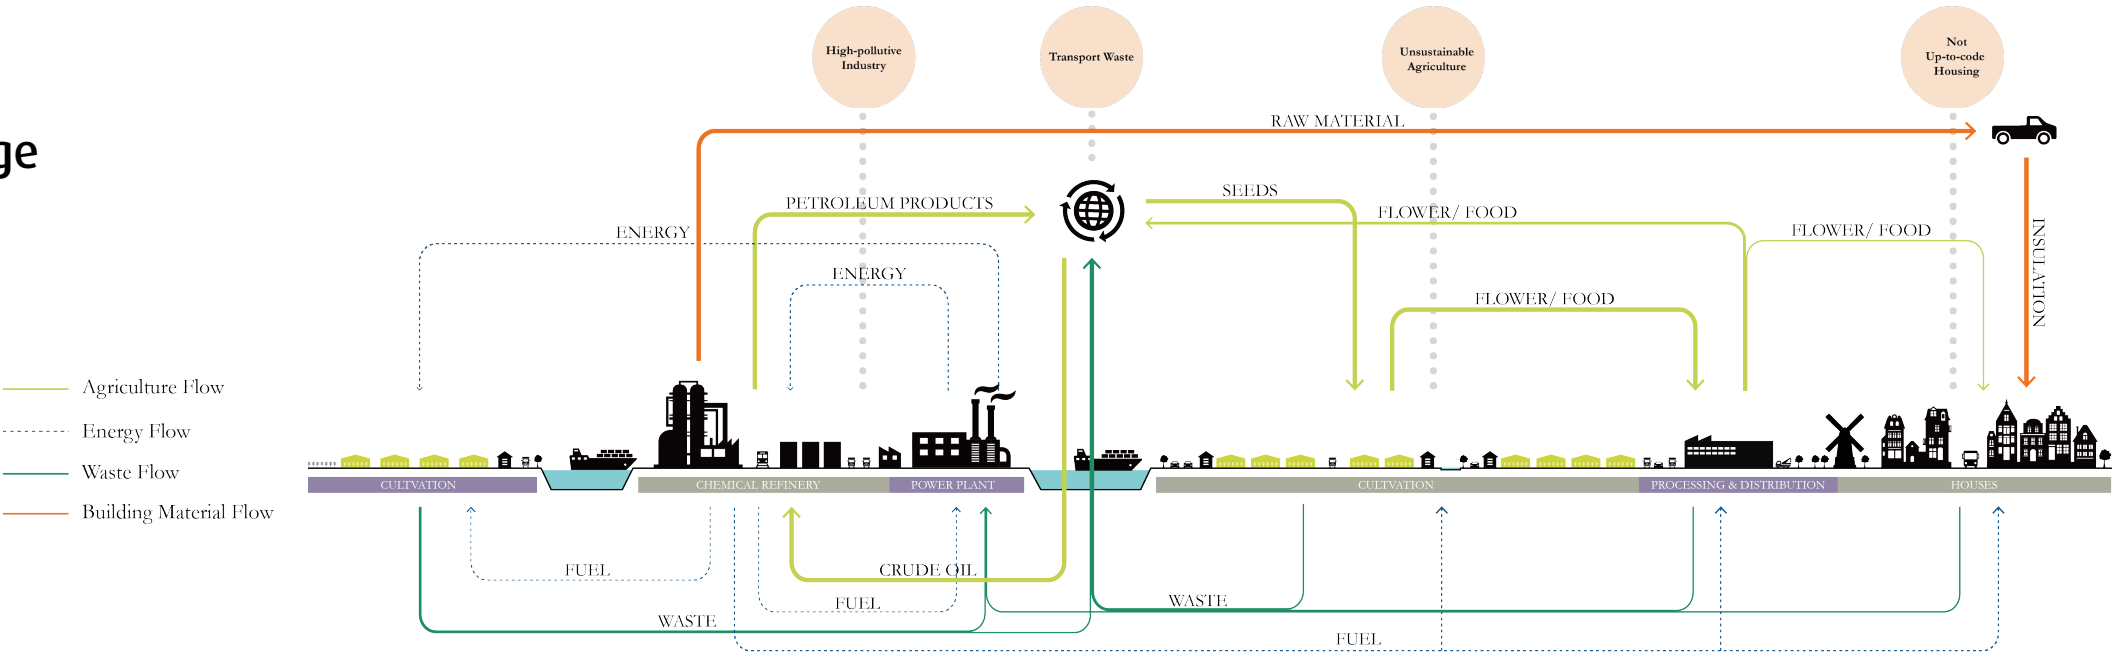 High-pollutive
Industry
Transport Waste
Unsustainable
Agriculture
Not
Up-to-code
Housing
RAW MATERIAL
ge
PETROLEUM PRODUCTS
SEEDS
FLOWER/ FOOD
FLOWER/ FOOD
ENERGY
ENERGY
INSULATION
FLOWER/ FOOD
Agriculture Flow
Energy Flow
Waste Flow
Building Material Flow
CULTVATION
CHEMICAL REFINERY
POWER PLANT
CULTVATION
PROCESSING & DISTRIBUTION
HOUSES
FUEL
CRUDE OIL
FUEL
WASTE
WASTE
FUEL